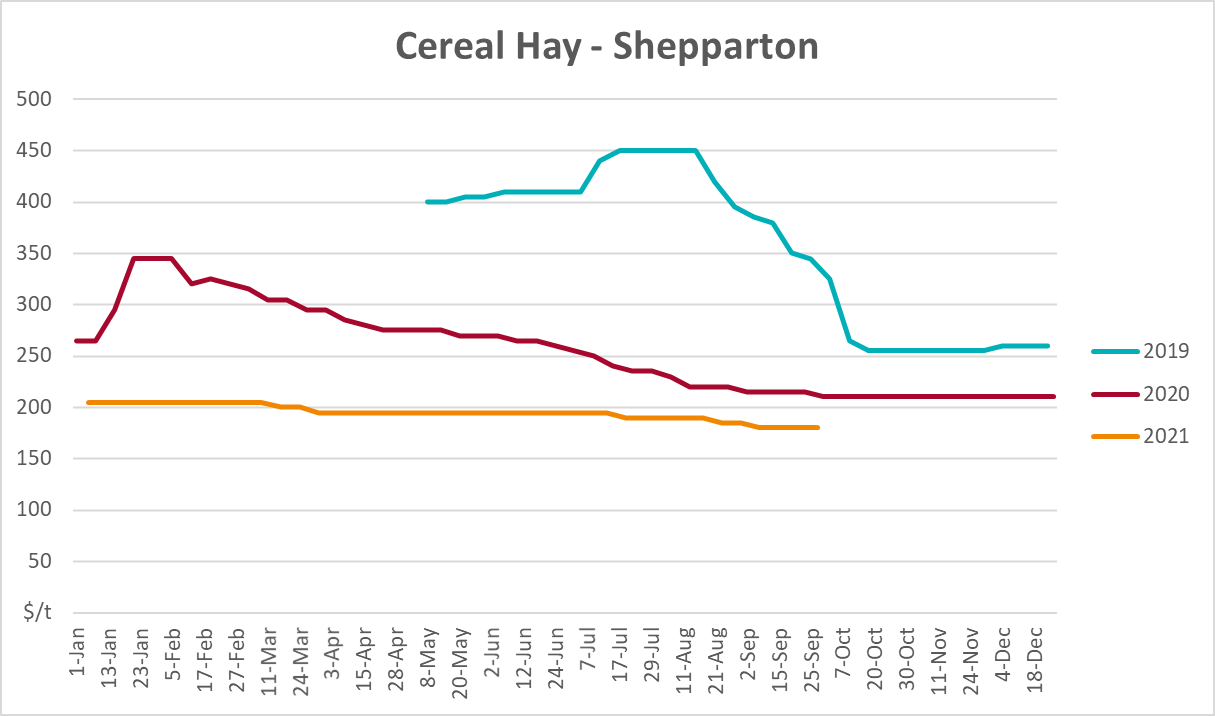 Cereal Hay - Shepparton
500
450
400
350
300
250
200
150
100
50
$/t
1-Jan
13-Jan
23-Jan
5-Feb
17-Feb
27-Feb
11-Mar
24-Mar
3-Apr
15-Apr
28-Apr
8-May
20-May
2-Jun
12-Jun
24-Jun
7-Jul
17-Jul
29-Jul
11-Aug
21-Aug
2-Sep
15-Sep
25-Sep
7-Oct
20-Oct
30-Oct
11-Nov
24-Nov
4-Dec
18-Dec
2019
2020
2021